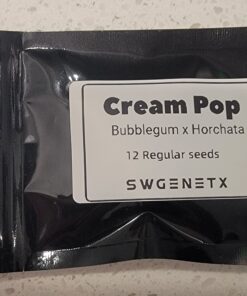 Cream Pop
Bubblegum x Horchata
12 Regular seeds
SWGENETX